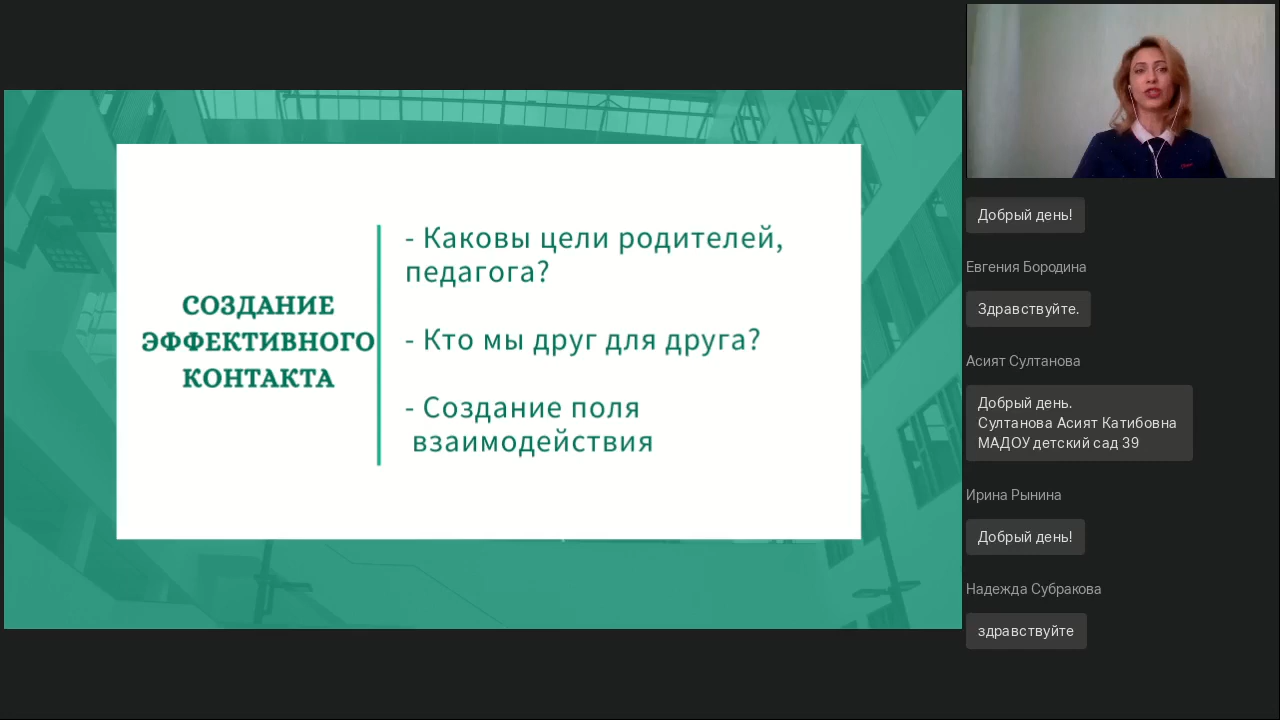 СОЗДАНИЕ
ЭФФЕКТИВНОГО
КОНТАКТА
- Каковы цели родителей,
педагога?
- Кто мы друг для друга?
- Создание поля
взаимодействия
Добрый день!
Евгения Бородина
Здравствуйте.
Асият Султанова
Добрый день.
Султанова Асият Катибовна
МАДОУ детский сад 39
Ирина Рынина
Добрый день!
Надежда Субракова
здравствуйте